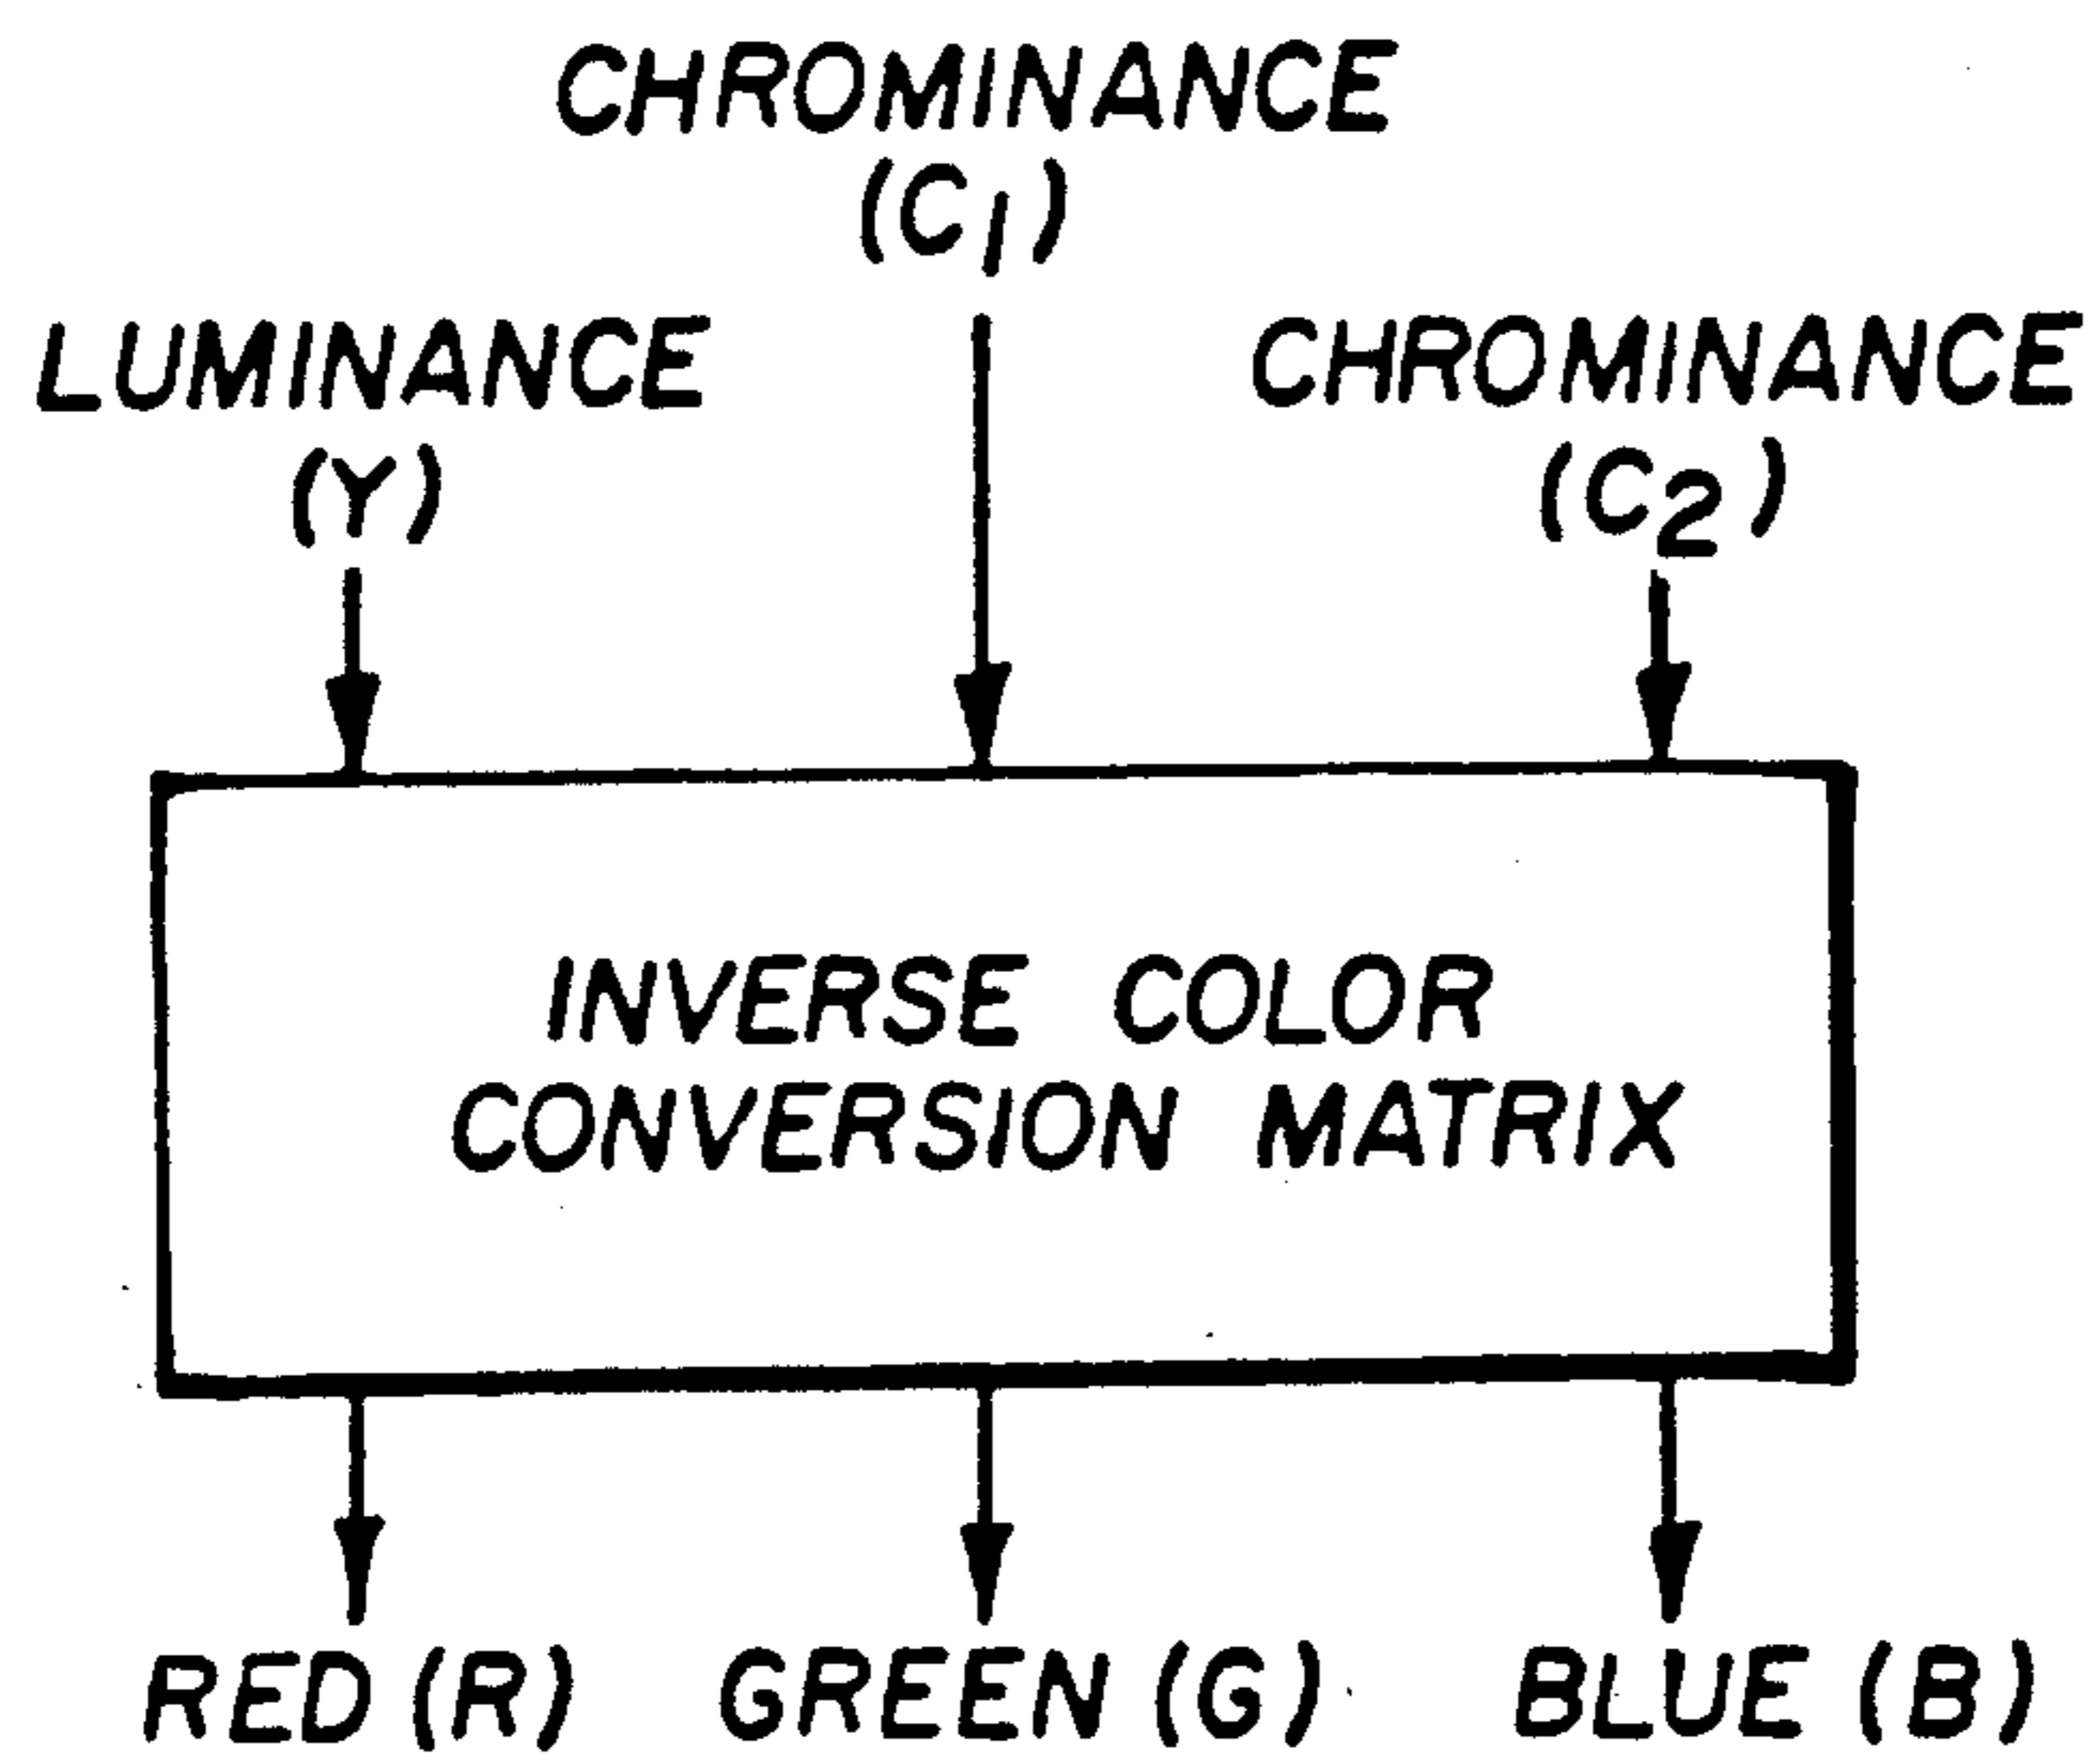 CHROMINANCE
(C1)
LUMINANCE
(Y)
CHROMINANCE
(C2)
INVERSE COLOR
CONVERSION MATRIX
RED (R)
GREEN (G)
BLUE (B)